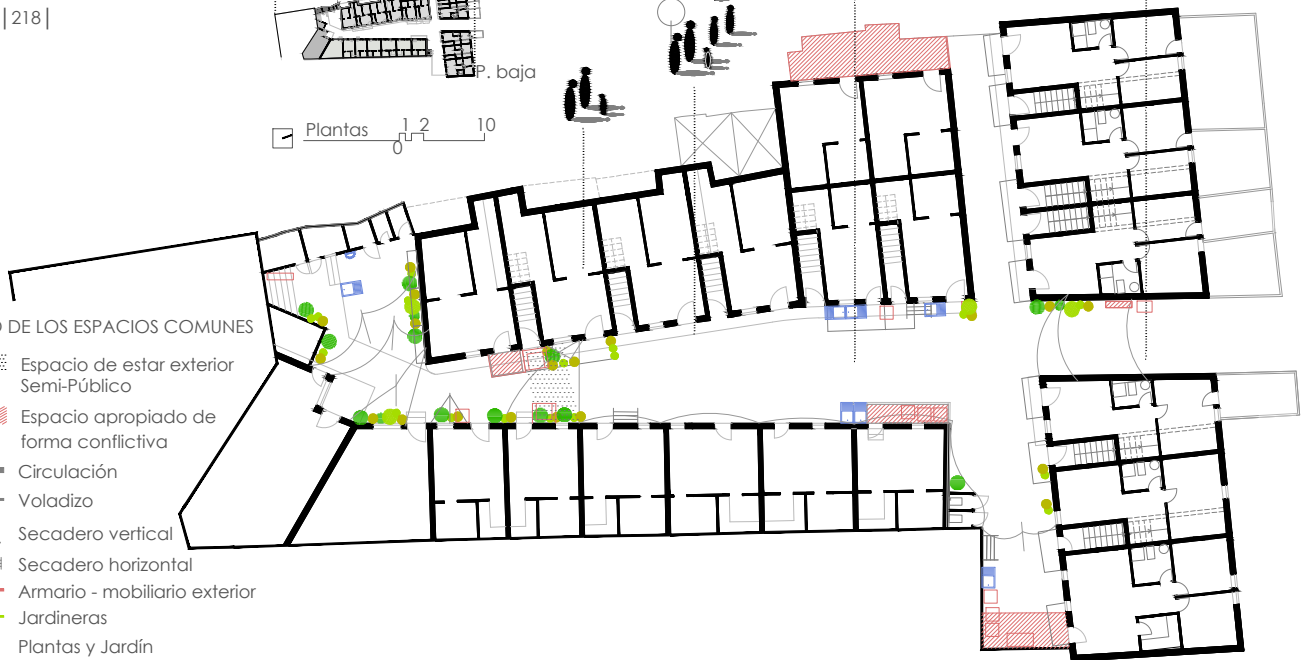 |218|
P. baja
Plantas
1 2 10
0
DE LOS ESPACIOS COMUNES
Espacio de estar exterior
Semi-Público
Espacio apropiado de
forma conflictiva
Circulación
Voladizo
Secadero vertical
Secadero horizontal
Armario - mobiliario exterior
Jardineras
Plantas y Jardín